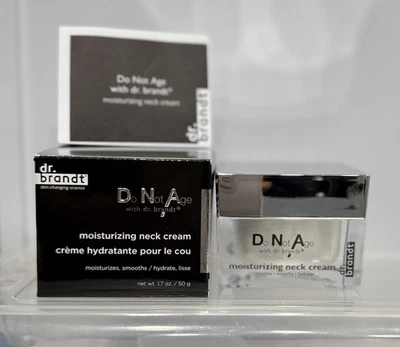 Do Not Age
with dr. brandt®
moisturizing neck cream
dr.
brandt
dr.
brandt®
skin-changing science
D N,A
Do Not Age
with dr. brandt®
moisturizing neck cream
crème hydratante pour le cou
moisturizes, smooths / hydrate, lisse
net wt. 1.7 oz. / 50 g
D N,A
Do Not Age
with dr. brandt®
moisturizing neck cream
dr.
brandt